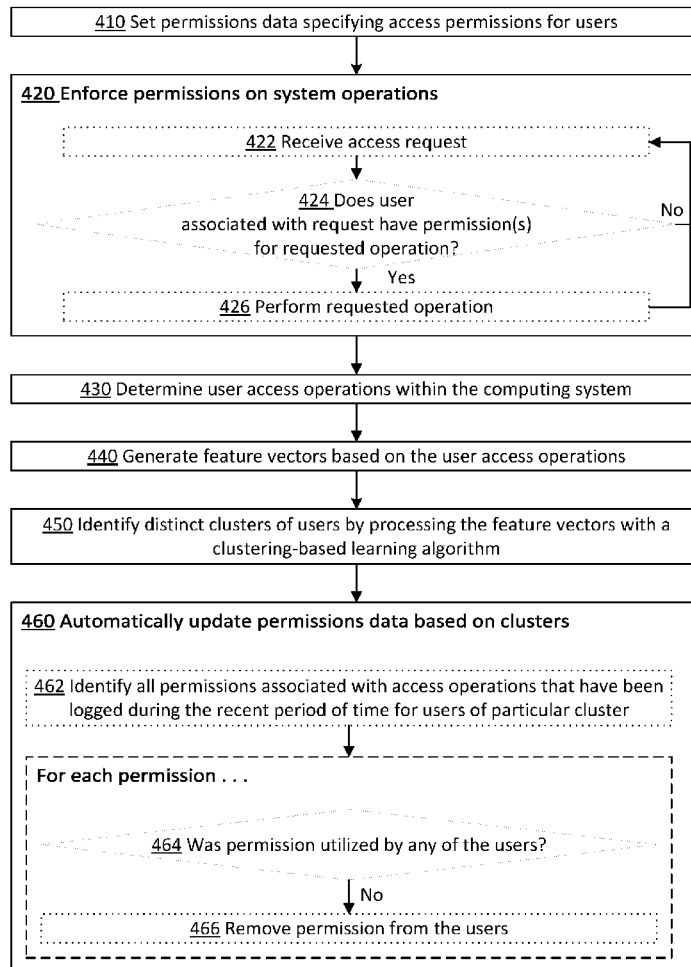 410 Set permissions data specifying access permissions for users
420 Enforce permissions on system operations
422 Receive access request
424 Does user
associated with request have permission(s)
for requested operation?
No
Yes
426 Perform requested operation
430 Determine user access operations within the computing system
440 Generate feature vectors based on the user access operations
450 Identify distinct clusters of users by processing the feature vectors with a
clustering-based learning algorithm
460 Automatically update permissions data based on clusters
462 Identify all permissions associated with access operations that have been
logged during the recent period of time for users of particular cluster
For each permission . . .
464 Was permission utilized by any of the users?
No
466 Remove permission from the users